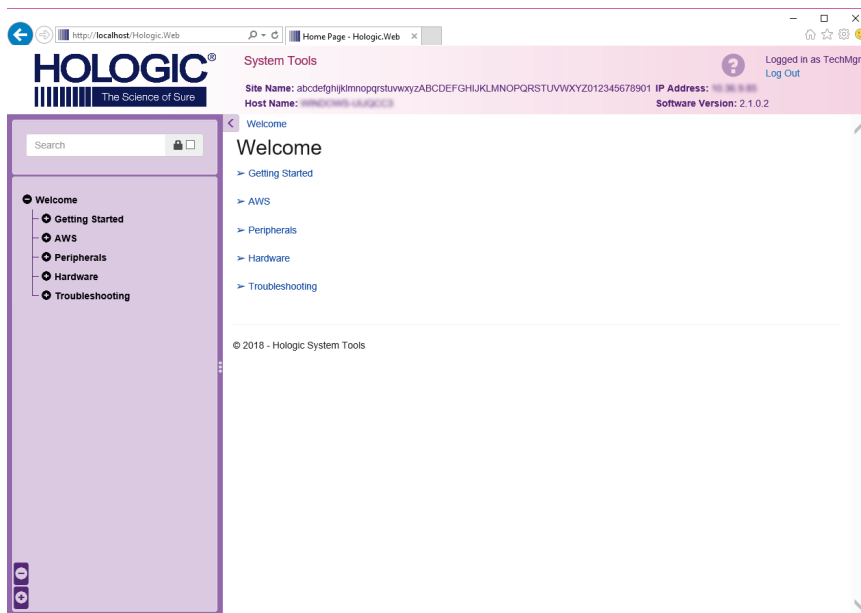 http://localhost/Hologic.Web
Home Page - Hologic.Web
HOLOGIC®
The Science of Sure
System Tools
Site Name: abcdefghijklmnopqrstuvwxyzABCDEFGHIJKLMNOPQRSTUVWXYZ012345678901 IP Address:
Host Name: Software Version: 2.1.0.2
?
Logged in as TechMgr
Log Out
Search
Welcome
Getting Started
AWS
Peripherals
Hardware
Troubleshooting
Welcome
Welcome
➢ Getting Started
➢ AWS
➢ Peripherals
➢ Hardware
➢ Troubleshooting
© 2018 - Hologic System Tools